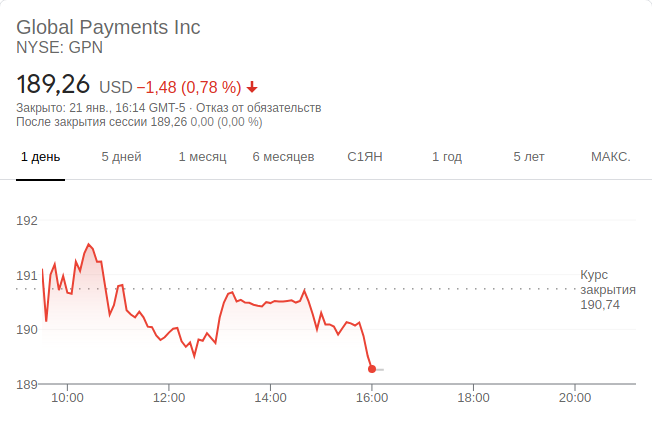 Global Payments Inc
NYSE: GPN
189,26 USD −1,48 (0,78 %)
Закрыто: 21 янв., 16:14 GMT-5 · Отказ от обязательств
После закрытия сессии 189,26 0,00 (0,00 %)
1 день 5 дней 1 месяц 6 месяцев С1ЯН 1 год 5 лет МАКС.
192
191
190
189
Курс
закрытия
190,74
10:00 12:00 14:00 16:00 18:00 20:00